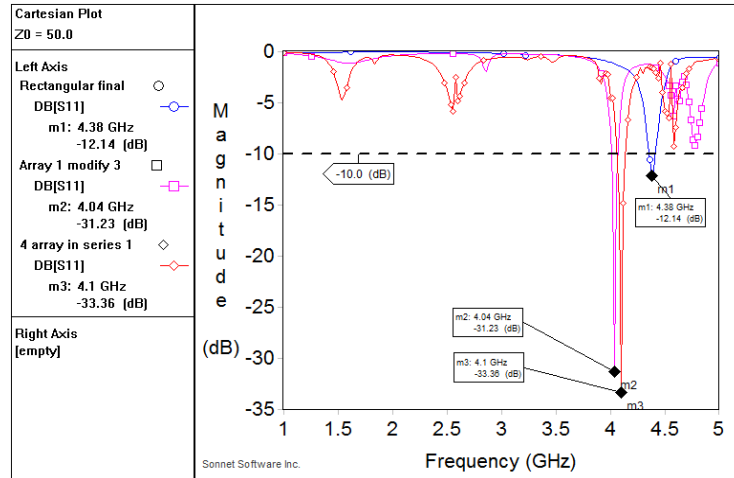 Cartesian Plot
Z0 = 50.0
Left Axis
Rectangular final
DB[S11]
m1: 4.38 GHz
-12.14 (dB)
Array 1 modify 3
DB[S11]
m2: 4.04 GHz
-31.23 (dB)
4 array in series 1
DB[S11]
m3: 4.1 GHz
-33.36 (dB)
Right Axis
[empty]
Magnitude
(dB)
0
-5
-10
-15
-20
-25
-30
-35
-10.0 (dB)
m1
m1: 4.38 GHz
-12.14 (dB)
m2: 4.04 GHz
-31.23 (dB)
m3: 4.1 GHz
-33.36 (dB)
m2
m3
1
1.5
2
2.5
3
3.5
4
4.5
5
Sonnet Software Inc.
Frequency (GHz)